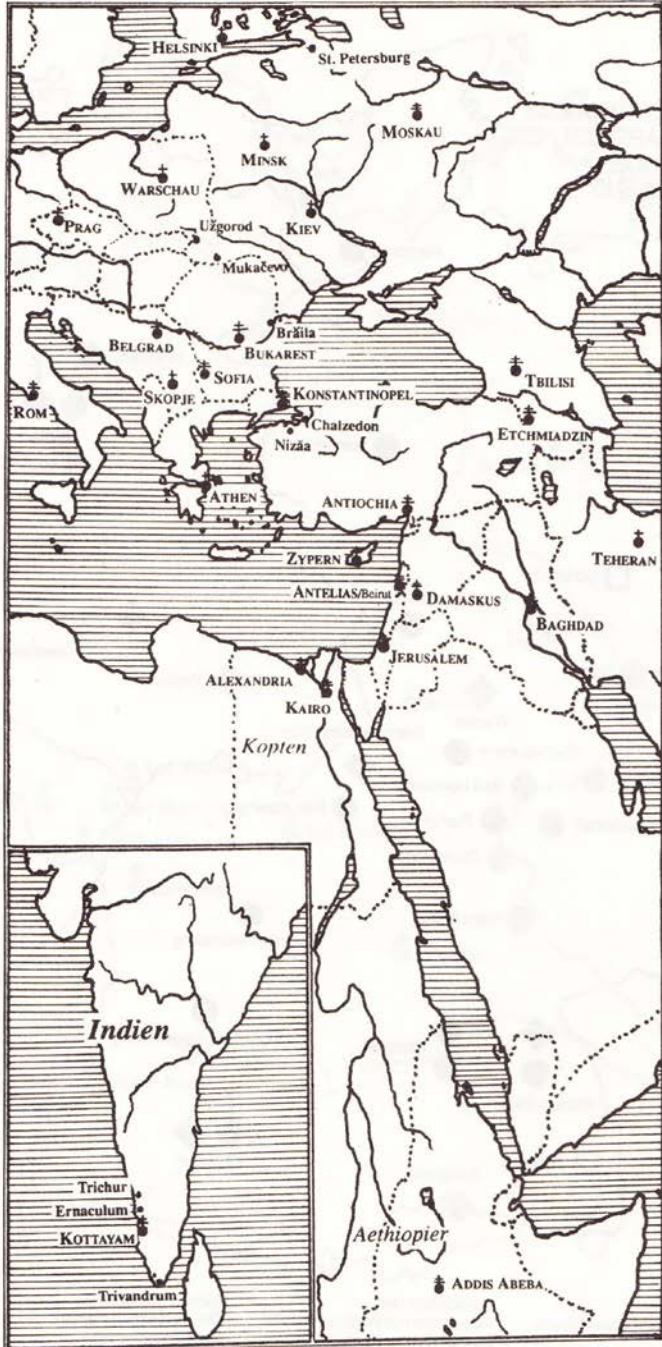 HELSINKI
St. Petersburg
MOSKAU
MINSK
WARSCHAU
PRAG
KIEV
Užgorod
Mukačevo
BELGRAD
Brăila
BUKAREST
SOFIA
SKOPJE
ROM
KONSTANTINOPEL
Chalzedon
Nizäa
TBILISI
ETCHMIADZIN
ATHEN
ANTIOCHIA
ZYPERN
TEHERAN
ANTELIAS/Beirut
DAMASKUS
BAGHDAD
JERUSALEM
ALEXANDRIA
KAIRO
Kopten
Indien
Trichur
Ernaculum
KOTTAYAM
Trivandrum
Aethiopier
ADDIS ABEBA